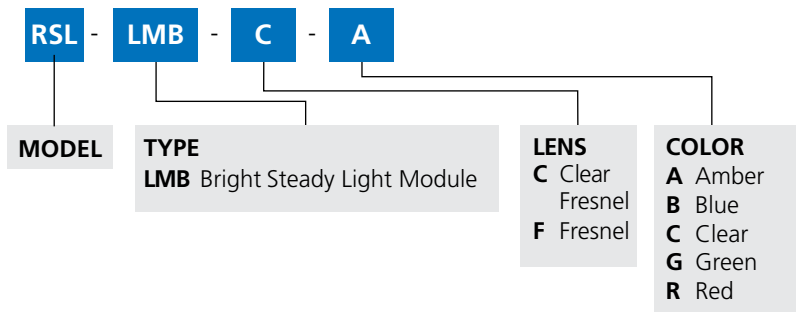 RSL - LMB - C - A
MODEL
TYPE
LMB Bright Steady Light Module
LENS
C Clear
Fresnel
F Fresnel
COLOR
A Amber
B Blue
C Clear
G Green
R Red